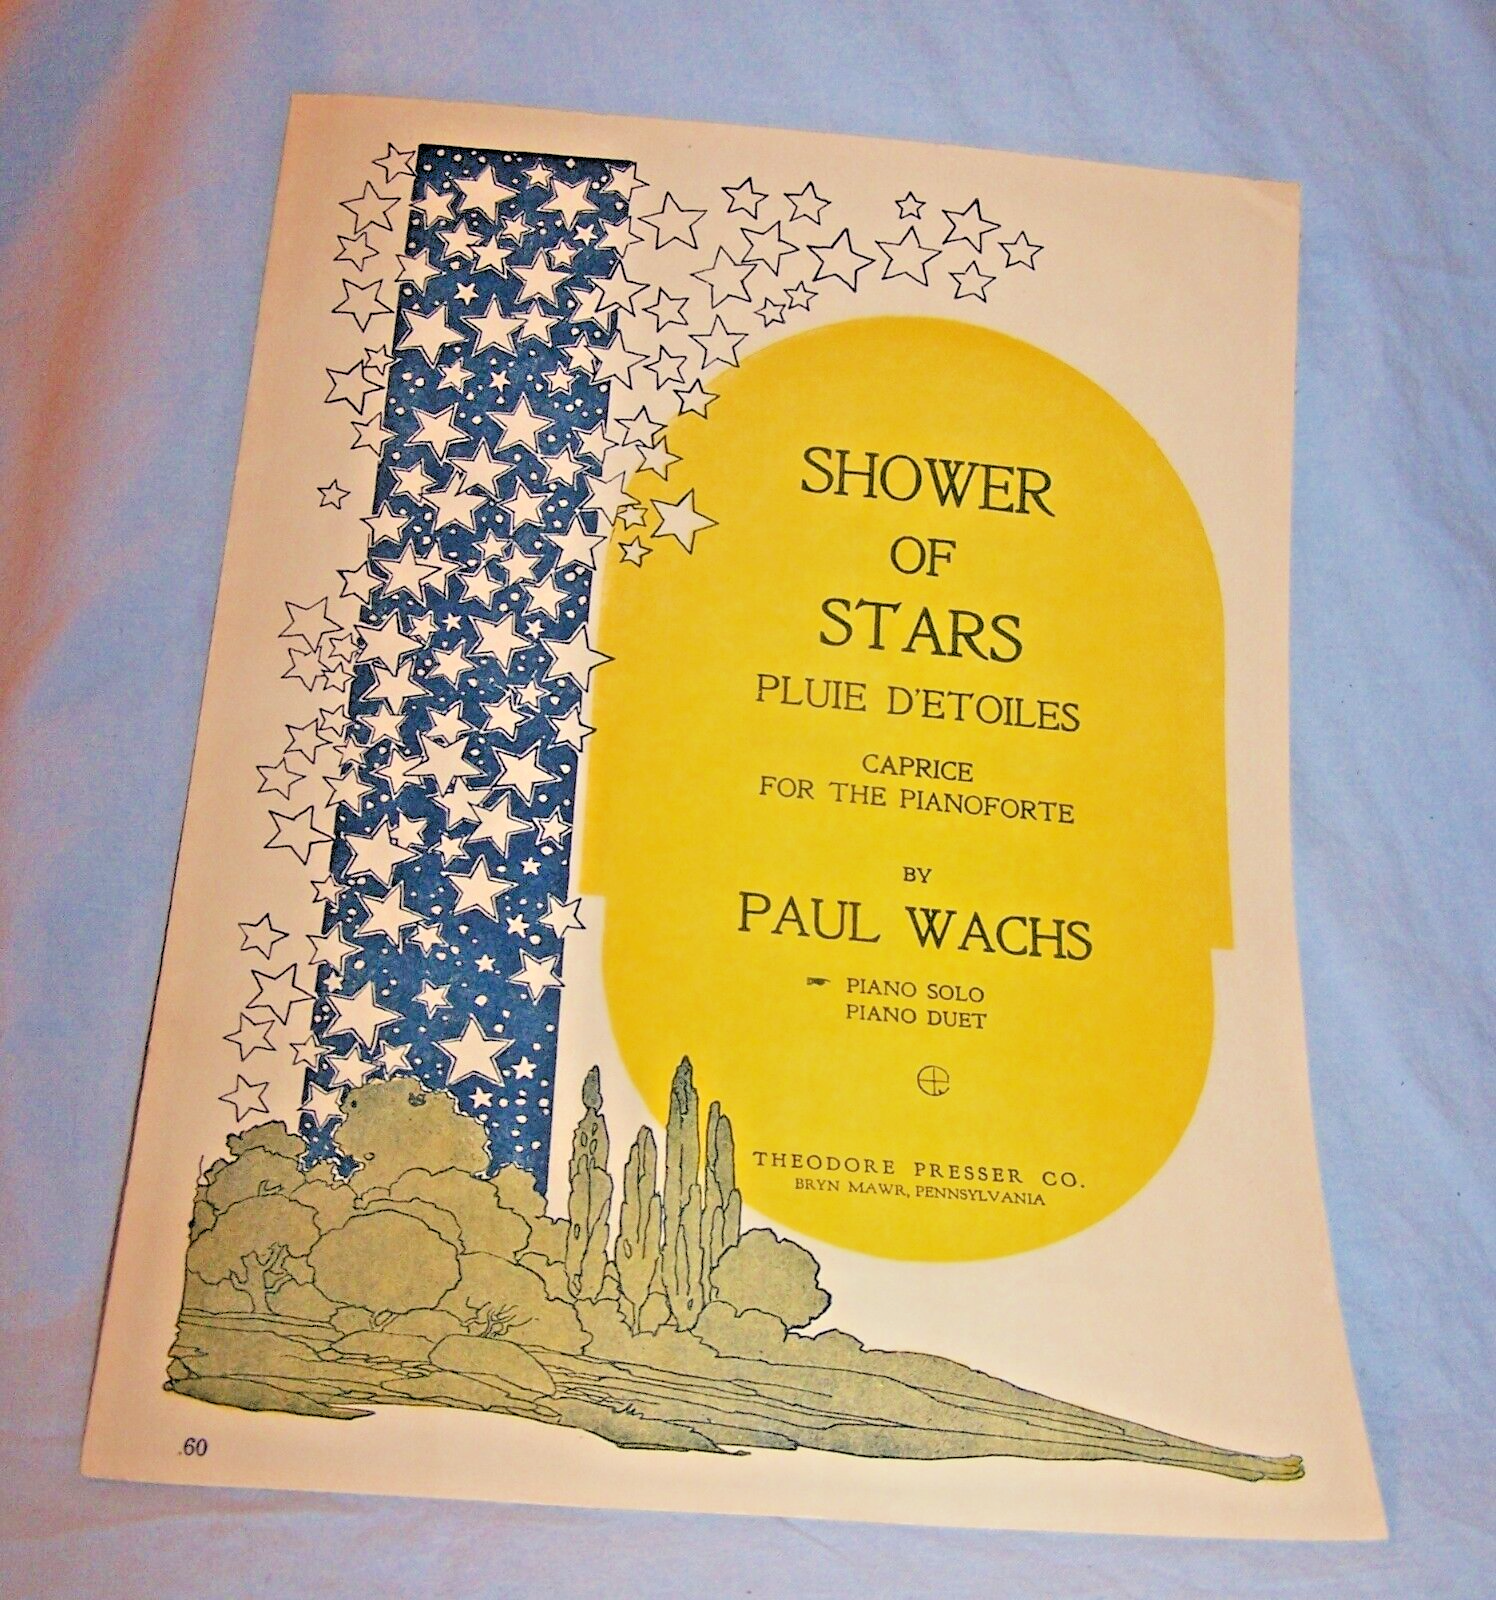 SHOWER
OF
STARS
PLUIE D'ETOILES
CAPRICE
FOR THE PIANOFORTE
BY
PAUL WACHS
PIANO SOLO
PIANO DUET
THEODORE PRESSER CO.
BRYN MAWR, PENNSYLVANIA
.60